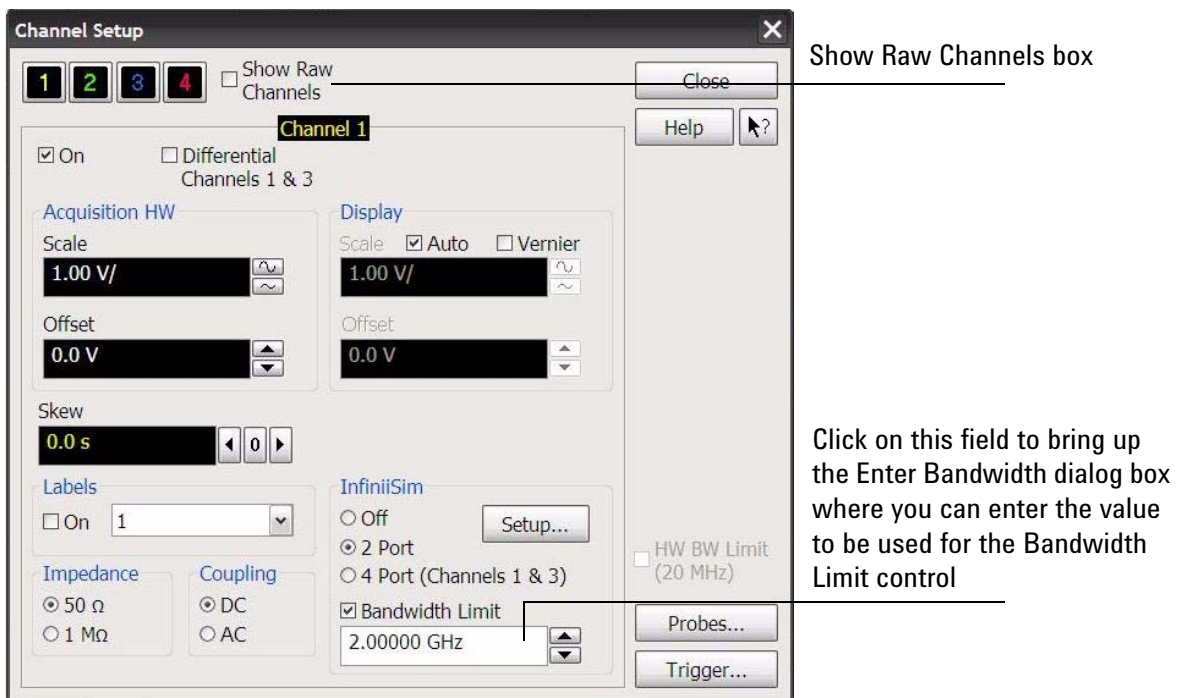 Channel Setup
1 2 3 4
Show Raw
Channels
Close
Show Raw Channels box
Help
?
Channel 1
On
Differential
Channels 1 & 3
Acquisition HW
Scale
1.00 V/
Offset
0.0 V
Display
Scale Auto Vernier
1.00 V/
Offset
0.0 V
Skew
0.0 s
0
Labels
On 1
InfiniiSim
Off
Setup...
2 Port
4 Port (Channels 1 & 3)
Bandwidth Limit
2.00000 GHz
Impedance
50 Ω
1 MΩ
Coupling
DC
AC
HW BW Limit
(20 MHz)
Probes...
Trigger...
Click on this field to bring up
the Enter Bandwidth dialog box
where you can enter the value
to be used for the Bandwidth
Limit control